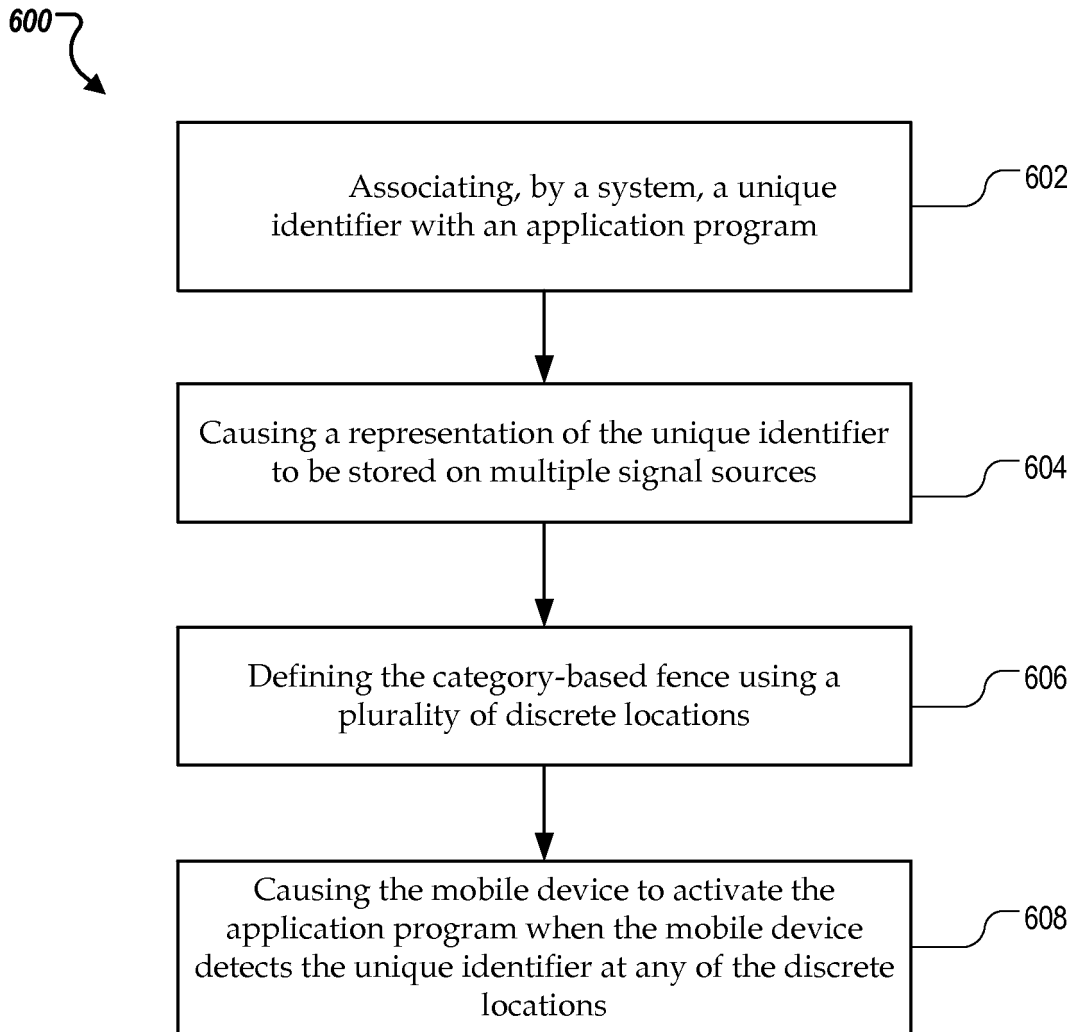 600
Associating, by a system, a unique
identifier with an application program
602
Causing a representation of the unique identifier
to be stored on multiple signal sources
604
Defining the category-based fence using a
plurality of discrete locations
606
Causing the mobile device to activate the
application program when the mobile device
detects the unique identifier at any of the discrete
locations
608